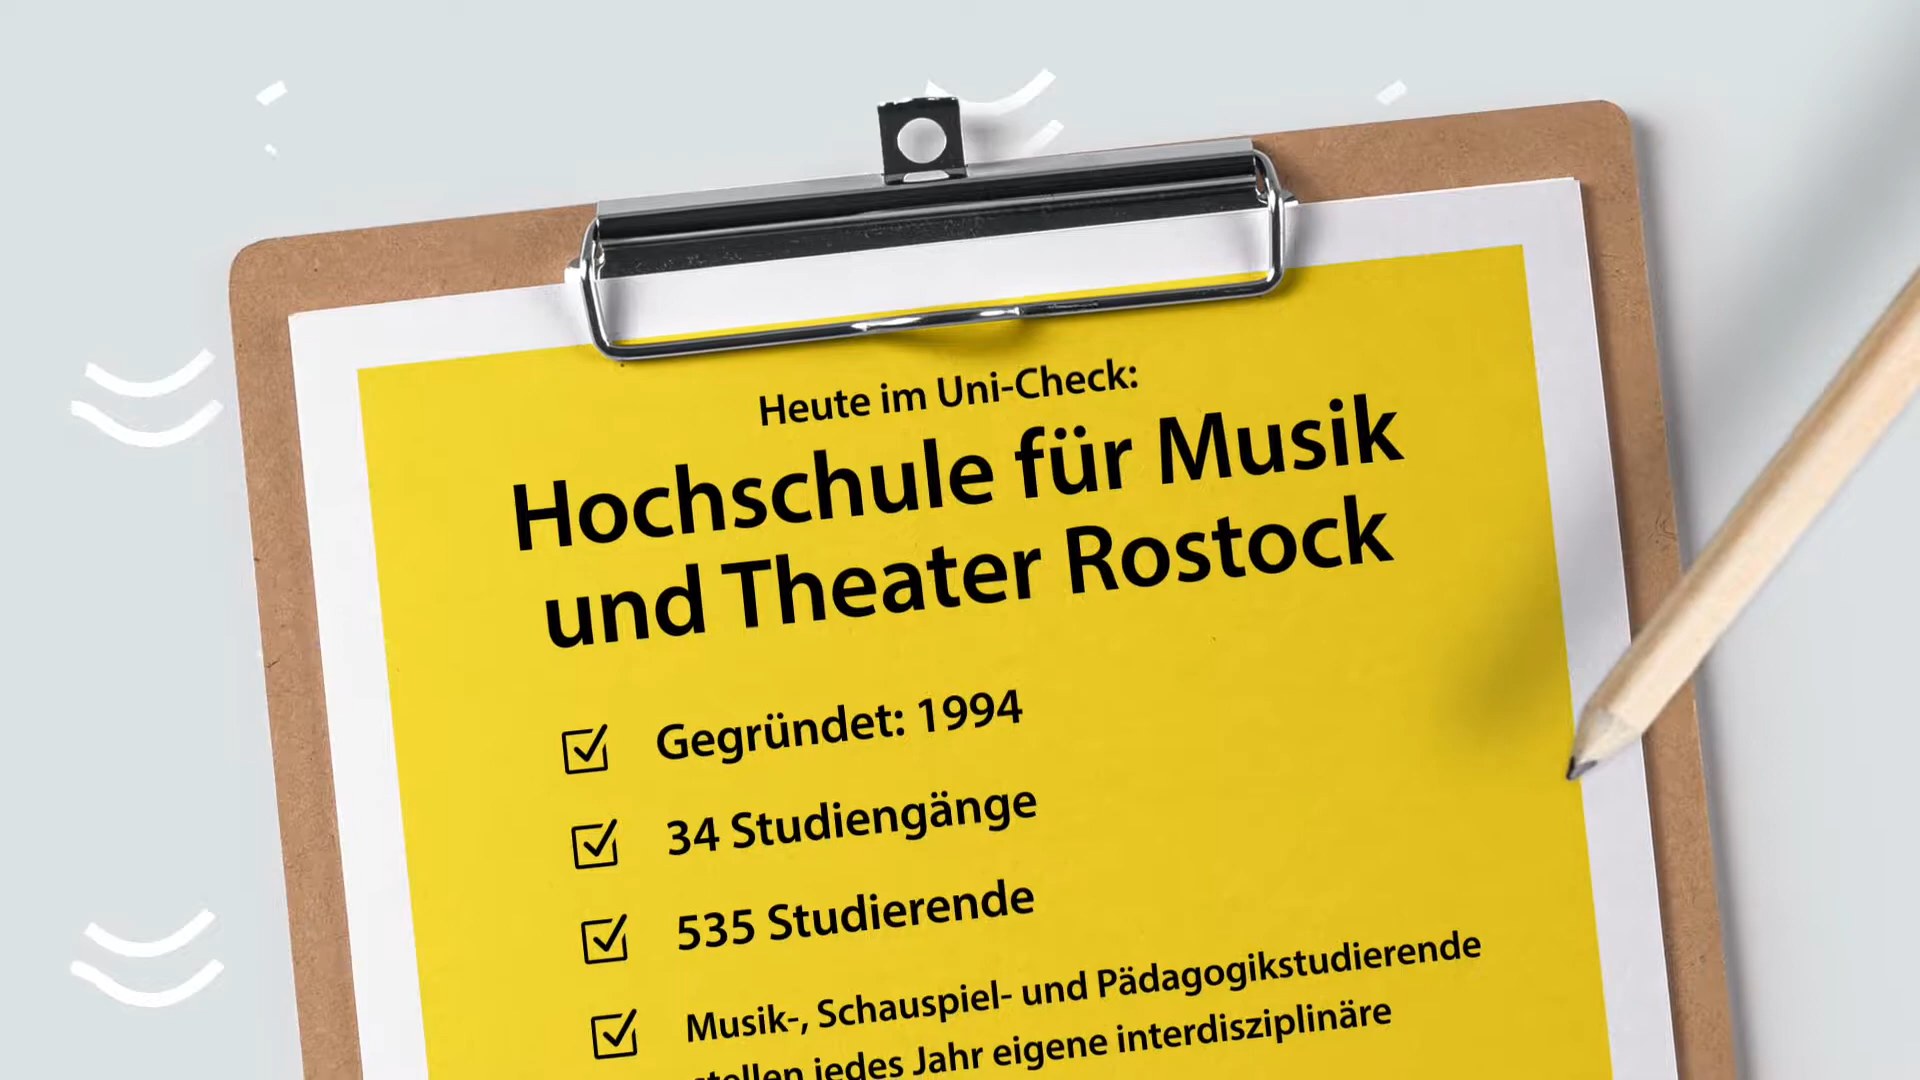 Heute im Uni-Check:
Hochschule für Musik
und Theater Rostock
Gegründet: 1994
34 Studiengänge
535 Studierende
Musik-, Schauspiel- und Pädagogikstudierende
stellen jedes Jahr eigene interdisziplinäre